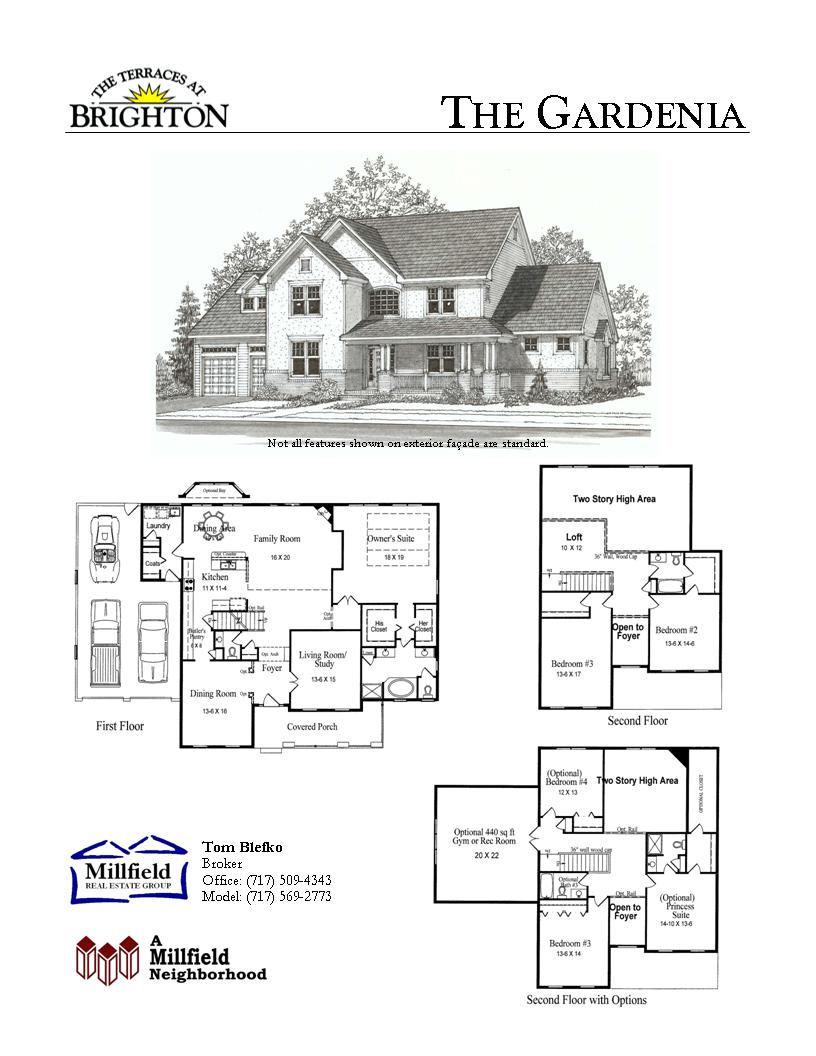 THE TERRACES AT
BRIGHTON
THE GARDENIA
Not all features shown on exterior façade are standard.
Optional Bay
Laundry
Coats
Dining Area
Family Room
16 X 20
Owner's Suite
18 X 19
Opt. Counter
Kitchen
11 X 11-4
Opt. Rail
Butler's
Pantry
6 X 8
His
Closet
Her
Closet
Opt. Arch
Foyer
Living Room/
Study
13-6 X 15
Dining Room
13-6 X 16
Covered Porch
First Floor
Two Story High Area
Loft
10 X 12
36" Wall, Wood Cap
Open to
Foyer
Bedroom #2
13-6 X 14-6
Bedroom #3
13-6 X 17
Second Floor
(Optional)
Bedroom #4
12 X 13
Two Story High Area
OPTIONAL CLOSET
Optional 440 sq ft
Gym or Rec Room
20 X 22
Opt. Rail
36" wall wood cap
Optional
Bath #3
Opt. Rail
Open to
Foyer
(Optional)
Princess
Suite
14-10 X 13-6
Bedroom #3
13-6 X 14
Second Floor with Options
Millfield
REAL ESTATE GROUP
Tom Blefko
Broker
Office: (717) 509-4343
Model: (717) 569-2773
A
Millfield
Neighborhood